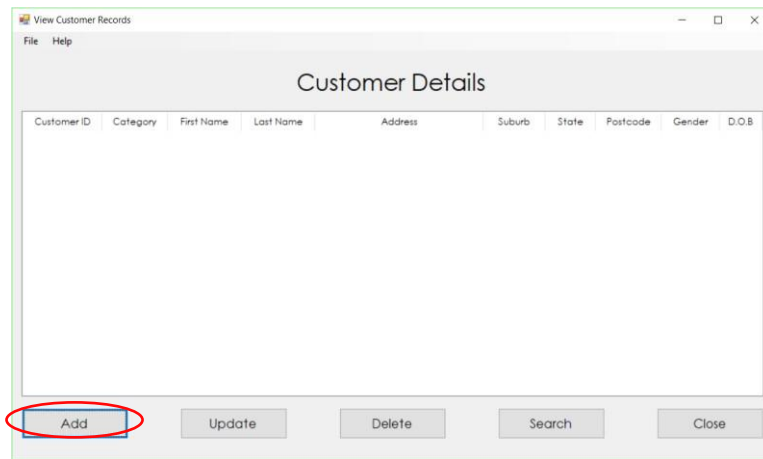 View Customer Records
File Help
Customer Details
Customer ID Category First Name Last Name Address Suburb State Postcode Gender D.O.B
Add Update Delete Search Close